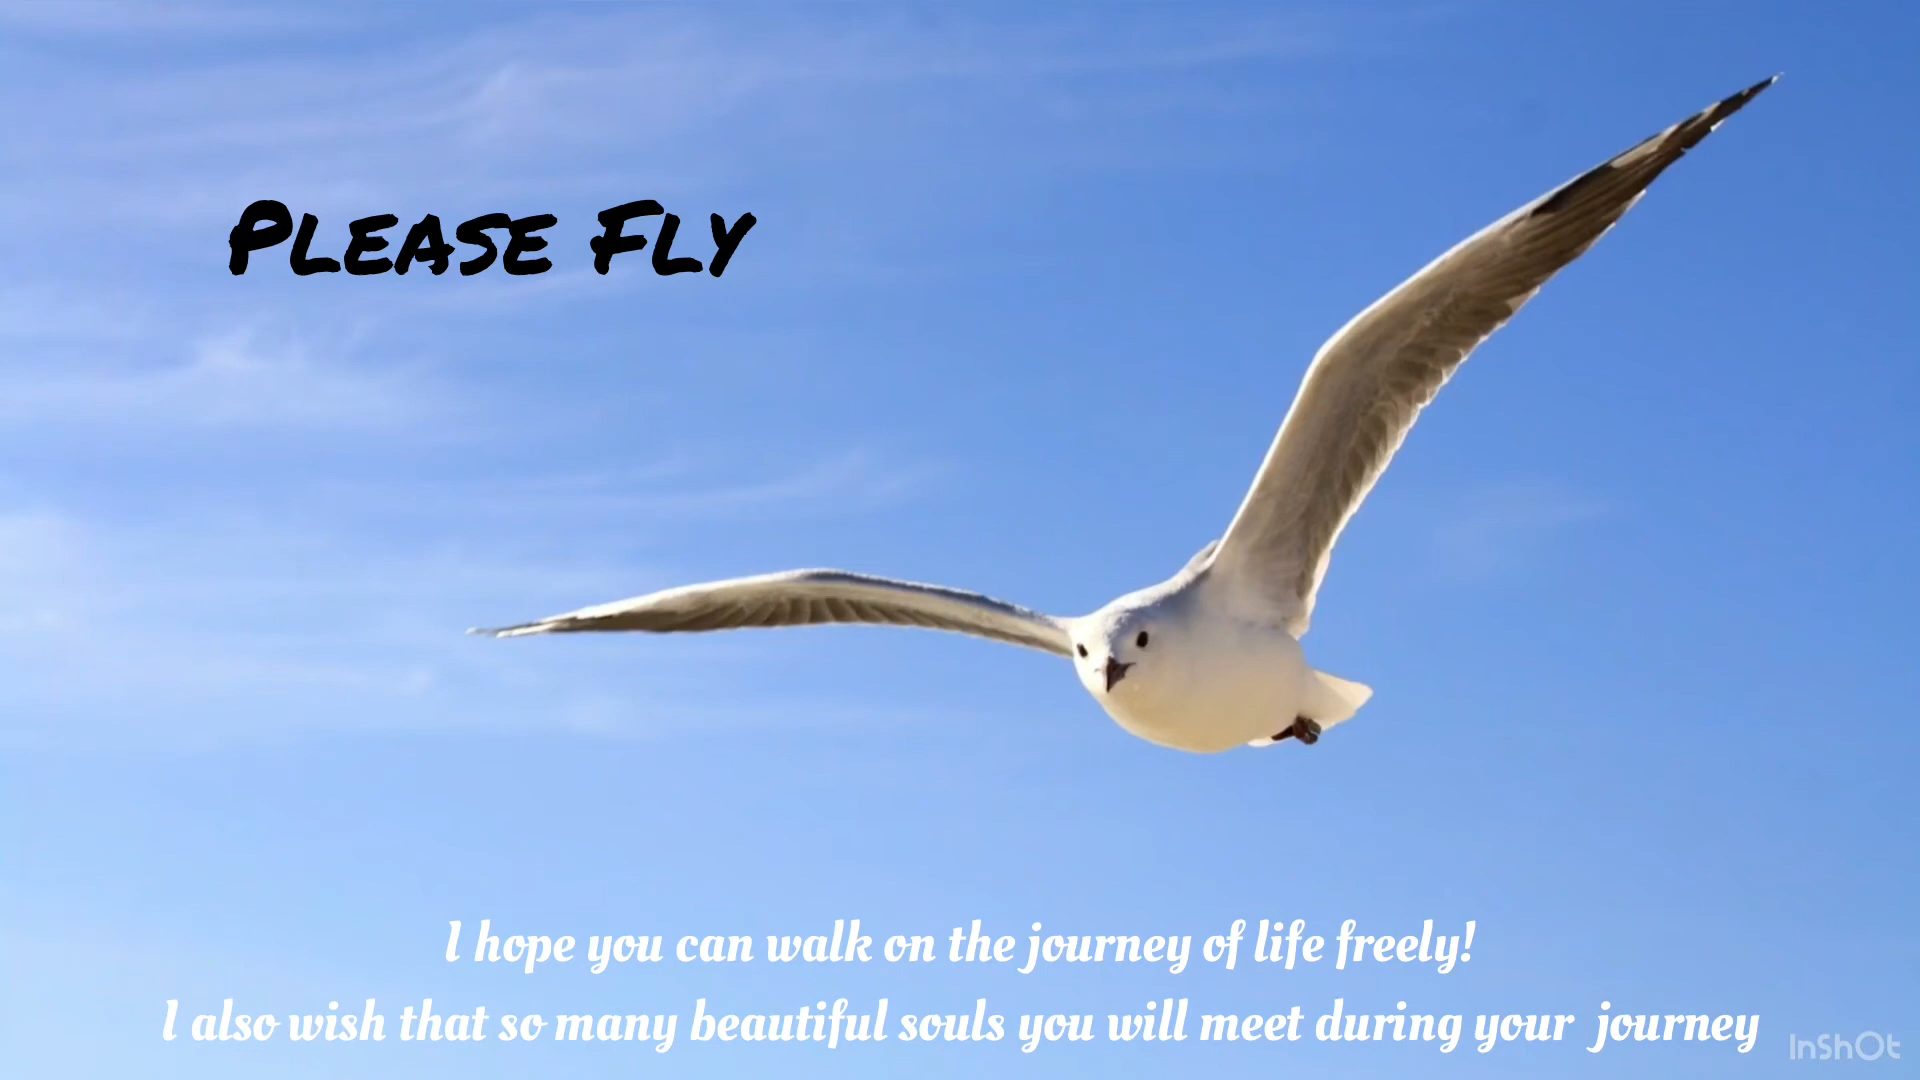 Please Fly
I hope you can walk on the journey of life freely!
I also wish that so many beautiful souls you will meet during your journey
InShOt